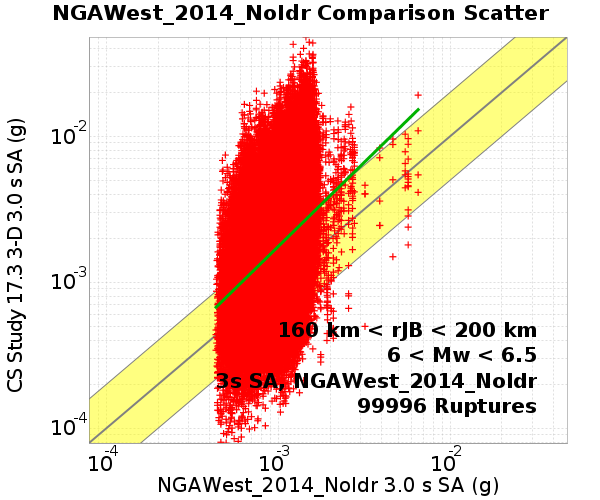 NGAWest_2014_NoIdr Comparison Scatter
CS Study 17.3 3-D 3.0 s SA (g)
10-2
10-3
10-4
160 km < rJB < 200 km
6 < Mw < 6.5
3s SA, NGAWest_2014_NoIdr
99996 Ruptures
10-4 10-3 10-2
NGAWest_2014_NoIdr 3.0 s SA (g)